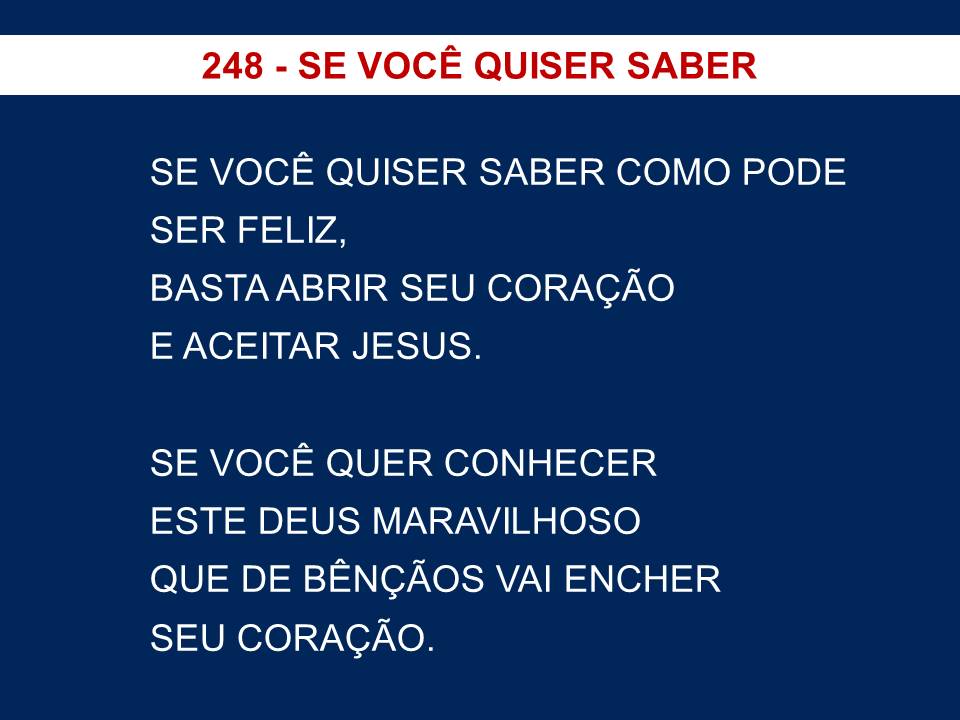 248 - SE VOCÊ QUISER SABER
SE VOCÊ QUISER SABER COMO PODE
SER FELIZ,
BASTA ABRIR SEU CORAÇÃO
E ACEITAR JESUS.
SE VOCÊ QUER CONHECER
ESTE DEUS MARAVILHOSO
QUE DE BÊNÇÃOS VAI ENCHER
SEU CORAÇÃO.